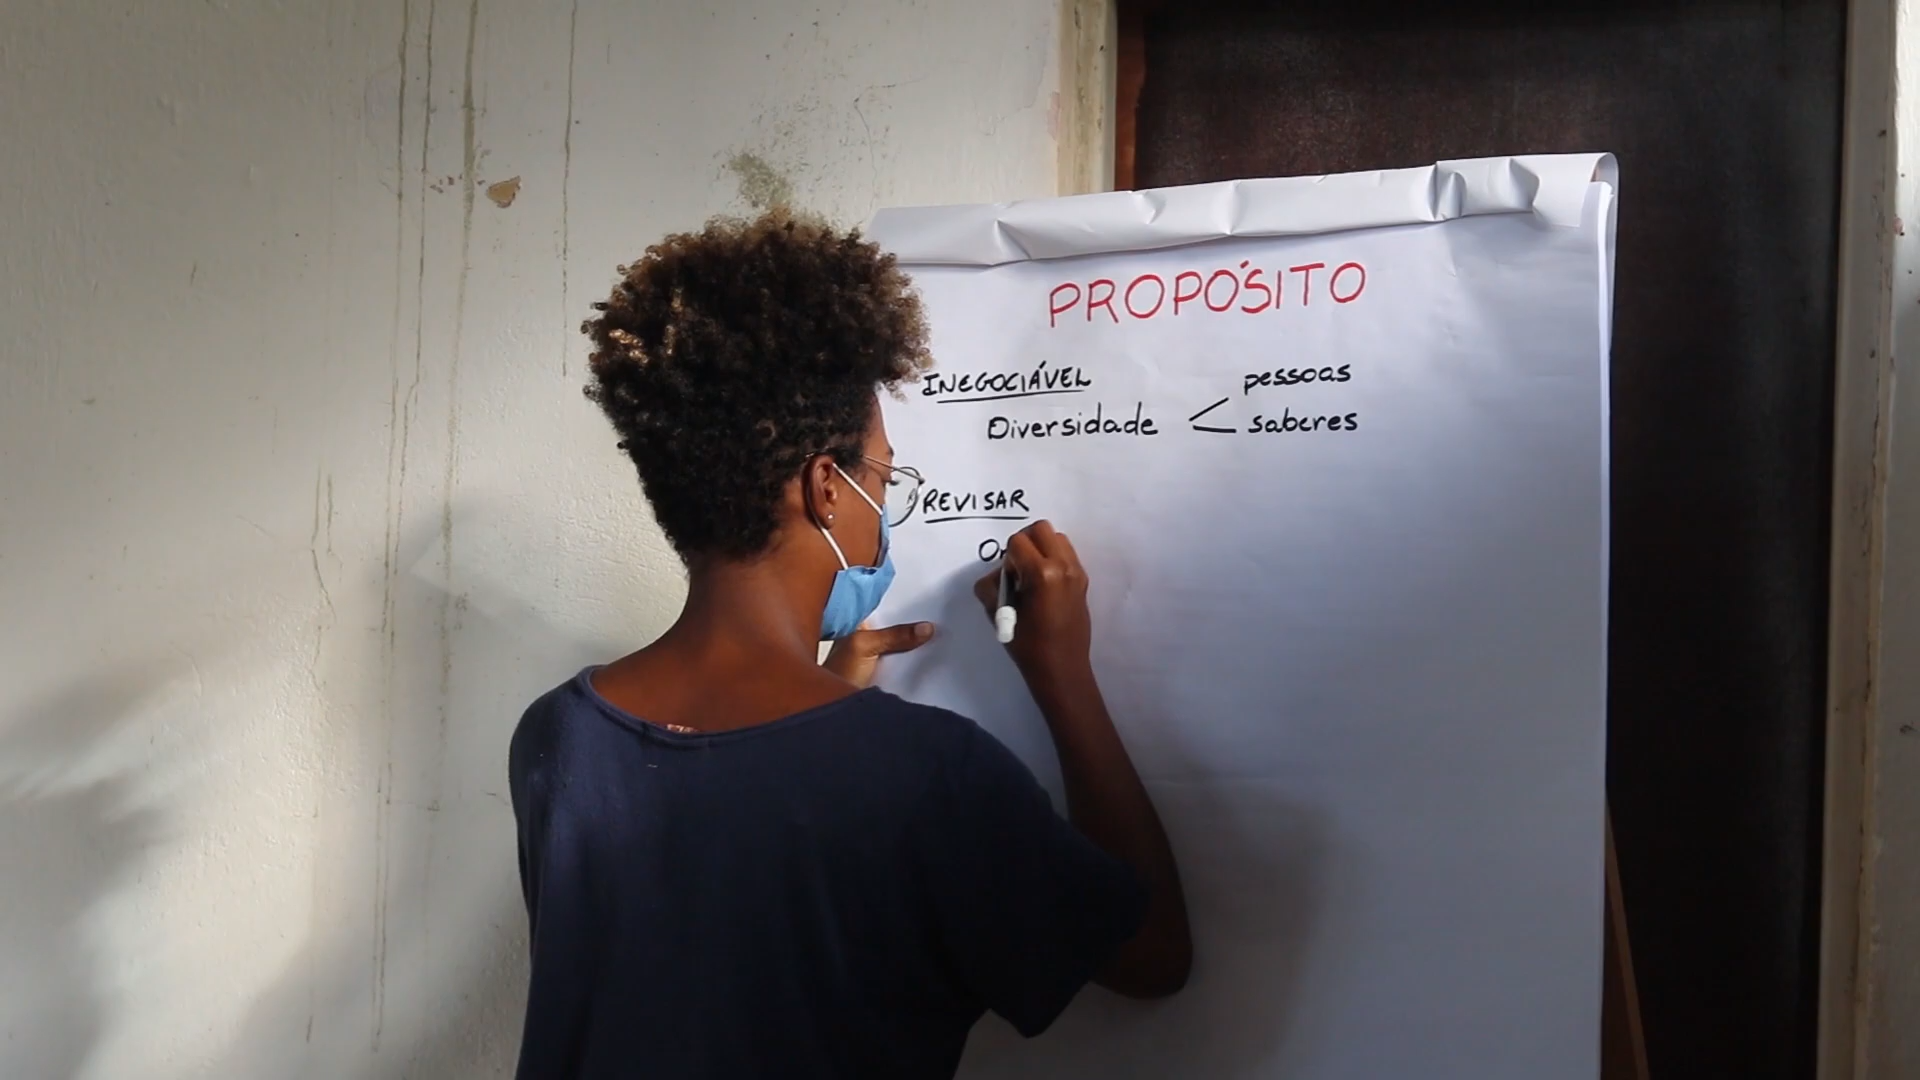 PROPÓSITO
INEGOCIÁVEL
pessoas
Diversidade < saberes
REVISAR